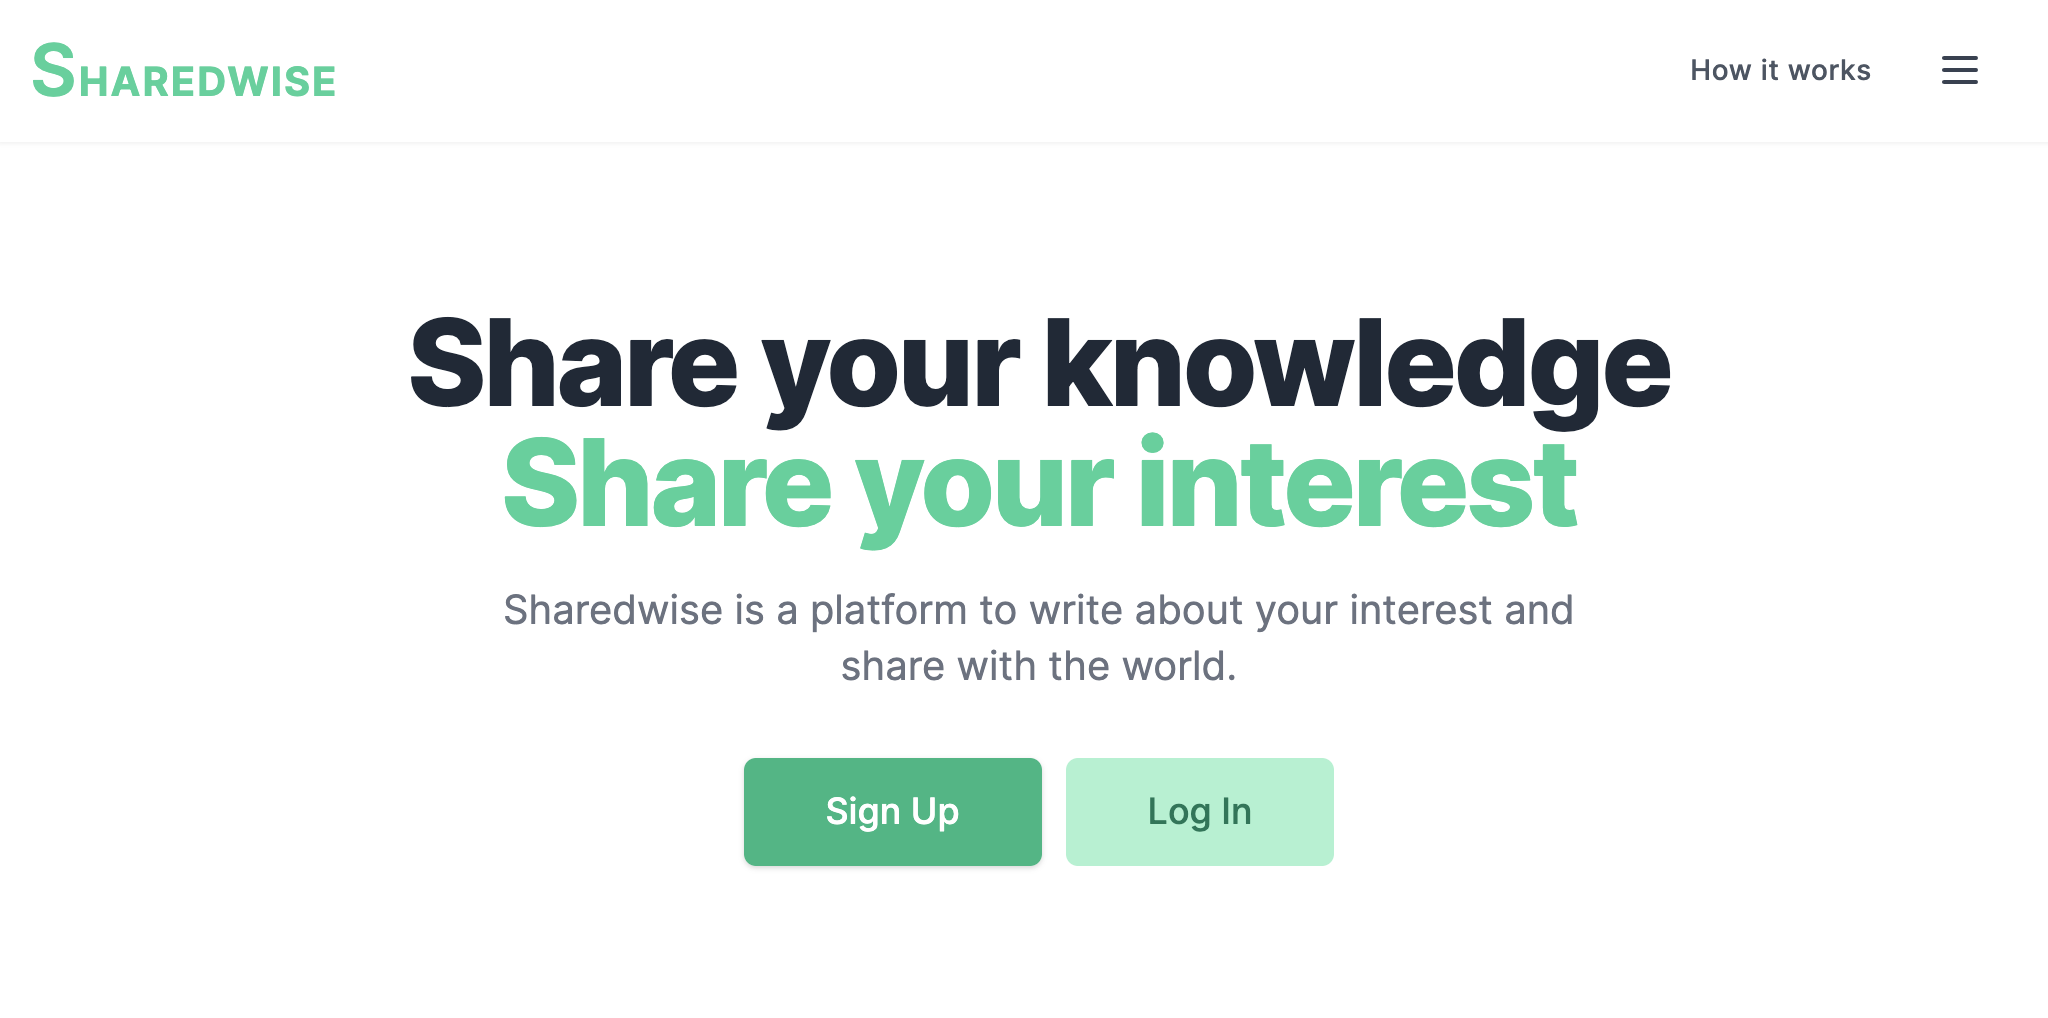 SHAREDWISE
How it works
Share your knowledge
Share your interest
Sharedwise is a platform to write about your interest and
share with the world.
Sign Up
Log In